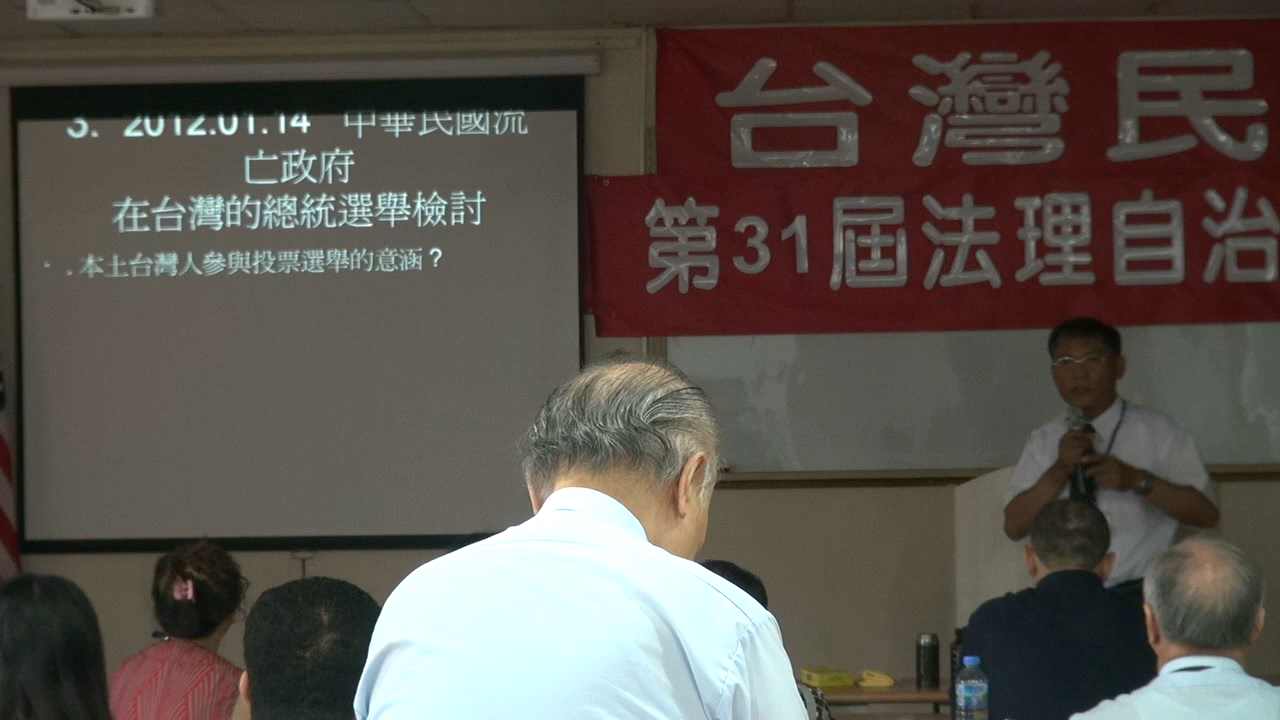 3. 2012.01.14 中華民國流
亡政府
在台灣的總統選舉檢討
．本土台灣人參與投票選舉的意涵？
台灣民
第31屆法理自治